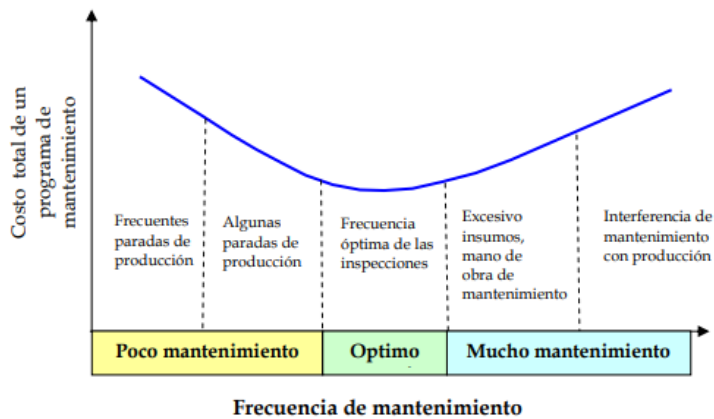 Costo total de un
programa de
mantenimiento
Frecuentes
paradas de
producción
Algunas
paradas de
producción
Frecuencia
óptima de las
inspecciones
Excesivo
insumos,
mano de
obra de
mantenimiento
Interferencia de
mantenimiento
con producción
Poco mantenimiento
Optimo
Mucho mantenimiento
Frecuencia de mantenimiento